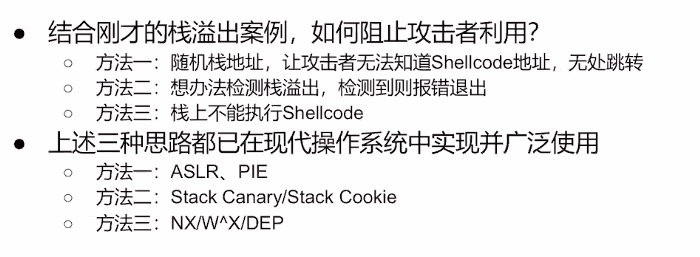 ● 结合刚才的栈溢出案例，如何阻止攻击者利用？
○ 方法一：随机栈地址，让攻击者无法知道Shellcode地址，无处跳转
○ 方法二：想办法检测栈溢出，检测到则报错退出
○ 方法三：栈上不能执行Shellcode
● 上述三种思路都已在现代操作系统中实现并广泛使用
○ 方法一：ASLR、PIE
○ 方法二：Stack Canary/Stack Cookie
○ 方法三：NX/W^X/DEP